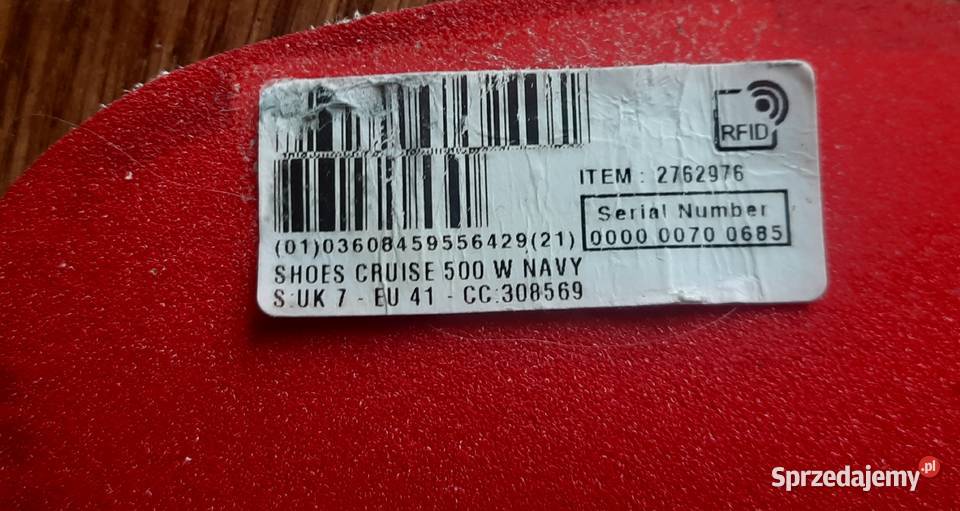 RFID
ITEM : 2762976
Serial Number
(01)03608459556429(21) 0000 0070 0685
SHOES CRUISE 500 W NAVY
S:UK 7 - EU 41 - CC:308569
Sprzedajemy.pl